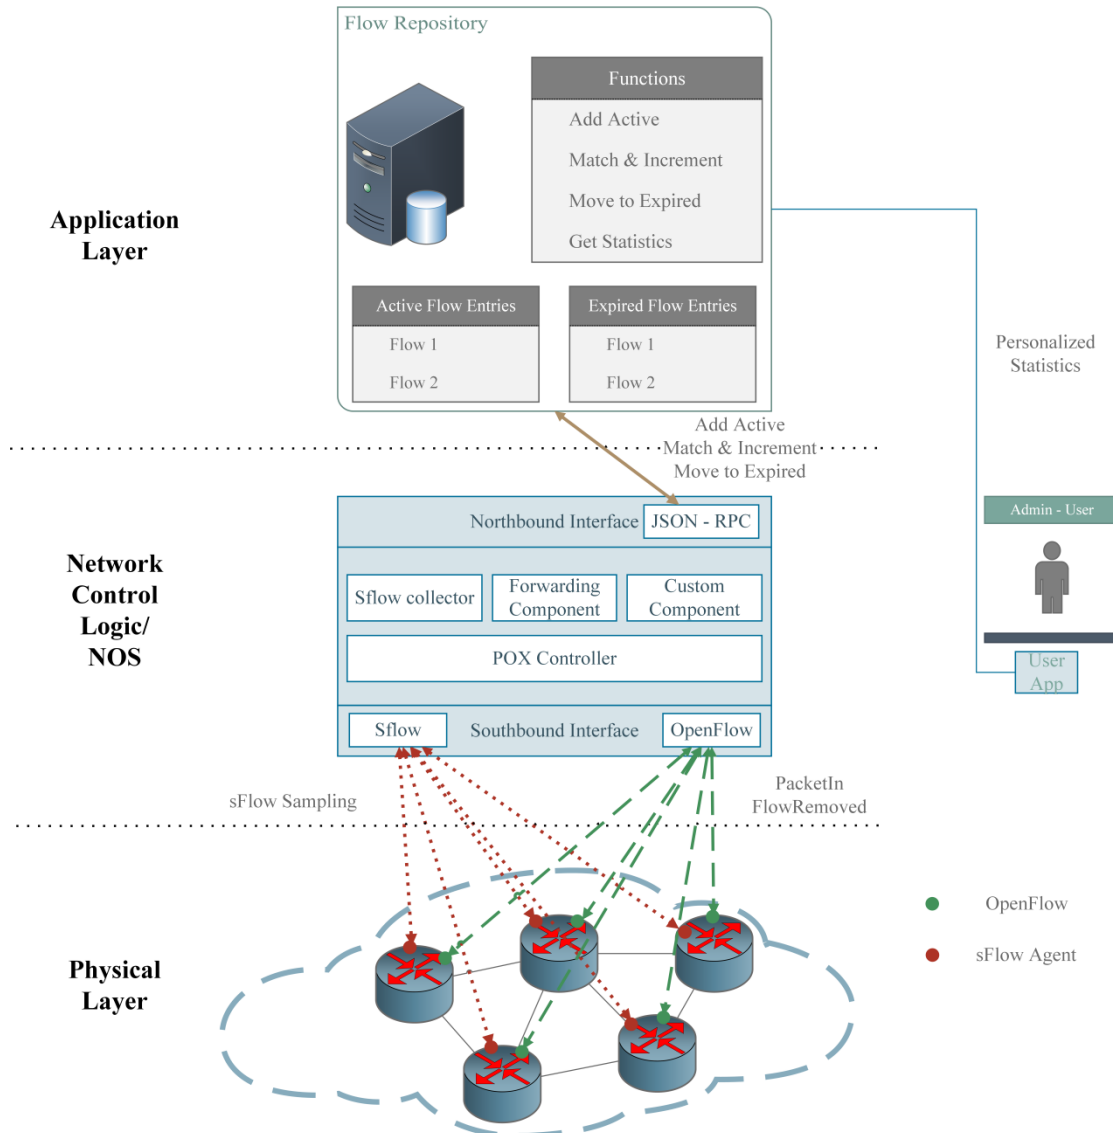 Flow Repository
Functions
Add Active
Match & Increment
Move to Expired
Get Statistics
Application
Layer
Active Flow Entries
Flow 1
Flow 2
Expired Flow Entries
Flow 1
Flow 2
Personalized
Statistics
Add Active
Match & Increment
Move to Expired
Network
Control
Logic/
NOS
Northbound Interface
JSON - RPC
Sflow collector
Forwarding
Component
Custom
Component
POX Controller
Sflow
Southbound Interface
OpenFlow
Admin - User
User
App
sFlow Sampling
PacketIn
FlowRemoved
Physical
Layer
OpenFlow
sFlow Agent